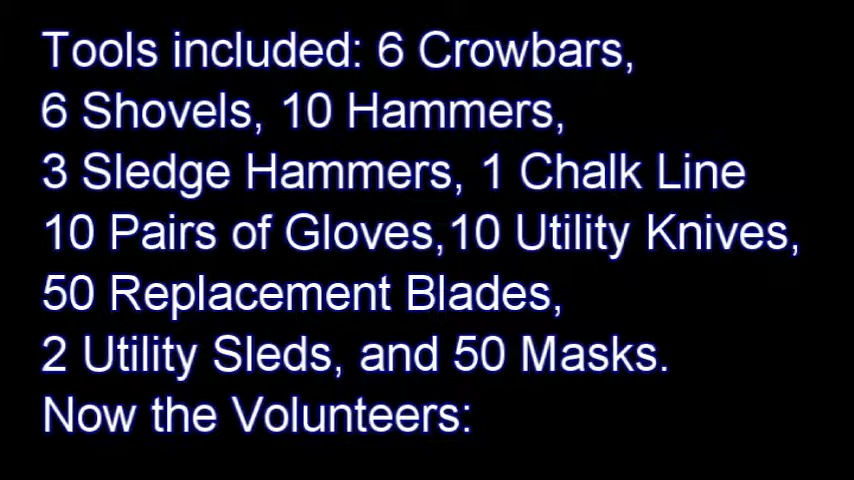 Tools included: 6 Crowbars,
6 Shovels, 10 Hammers,
3 Sledge Hammers, 1 Chalk Line
10 Pairs of Gloves,10 Utility Knives,
50 Replacement Blades,
2 Utility Sleds, and 50 Masks.
Now the Volunteers: